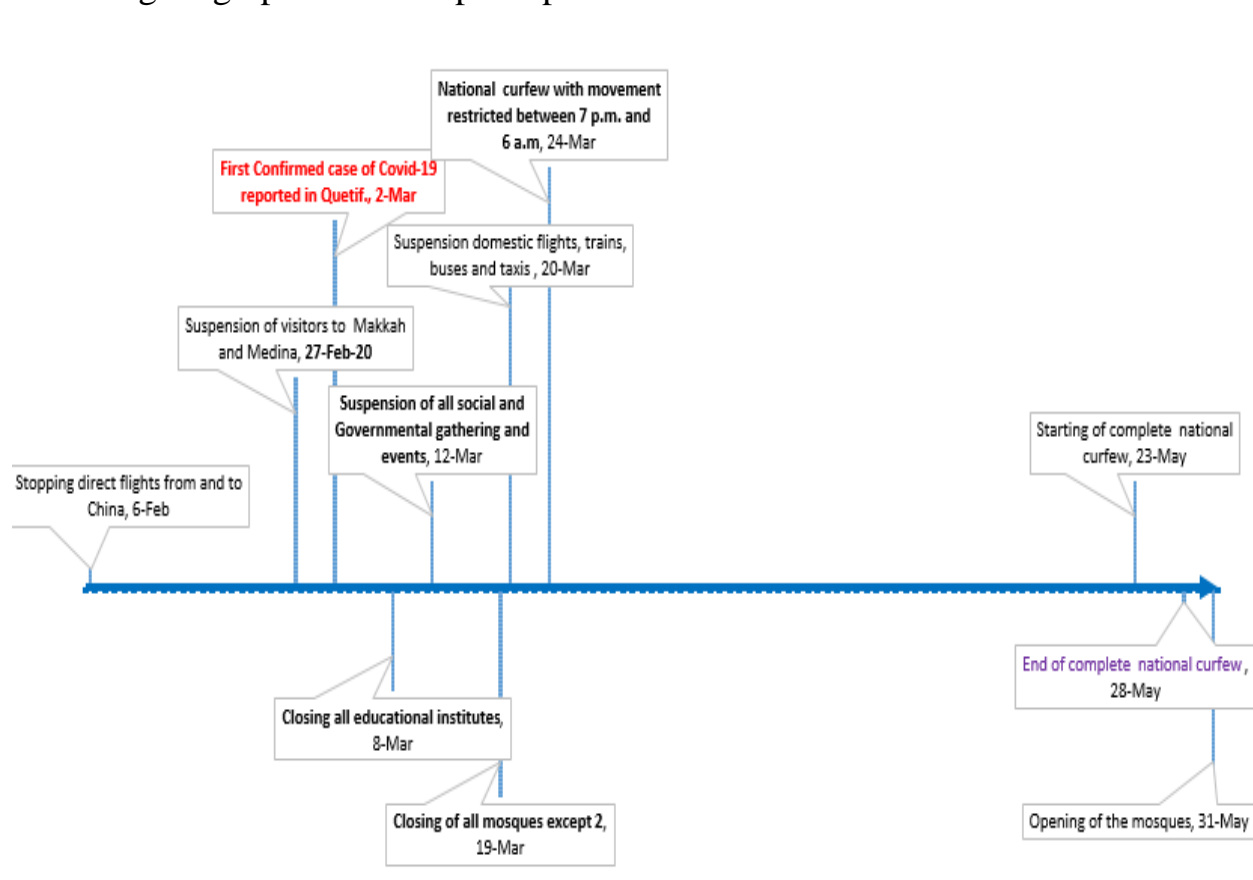 National curfew with movement
restricted between 7 p.m. and
6 a.m, 24-Mar
First Confirmed case of Covid-19
reported in Quetif., 2-Mar
Suspension domestic flights, trains,
buses and taxis , 20-Mar
Suspension of visitors to Makkah
and Medina, 27-Feb-20
Suspension of all social and
Governmental gathering and
events, 12-Mar
Starting of complete national
curfew, 23-May
Stopping direct flights from and to
China, 6-Feb
End of complete national curfew ,
28-May
Closing all educational institutes,
8-Mar
Closing of all mosques except 2,
19-Mar
Opening of the mosques, 31-May